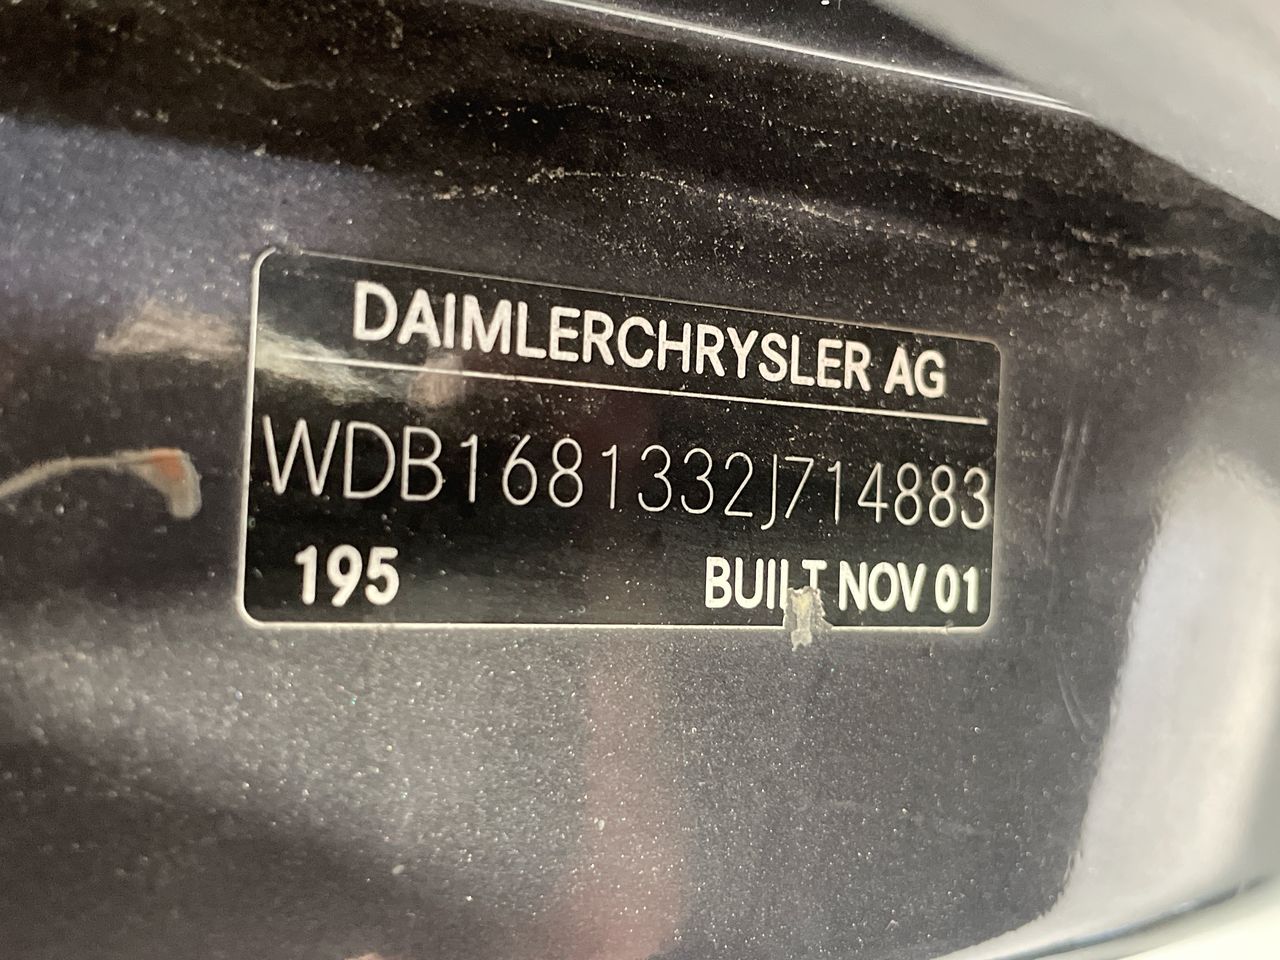 DAIMLERCHRYSLER AG
WDB1681332J714883
195 BUILT NOV 01